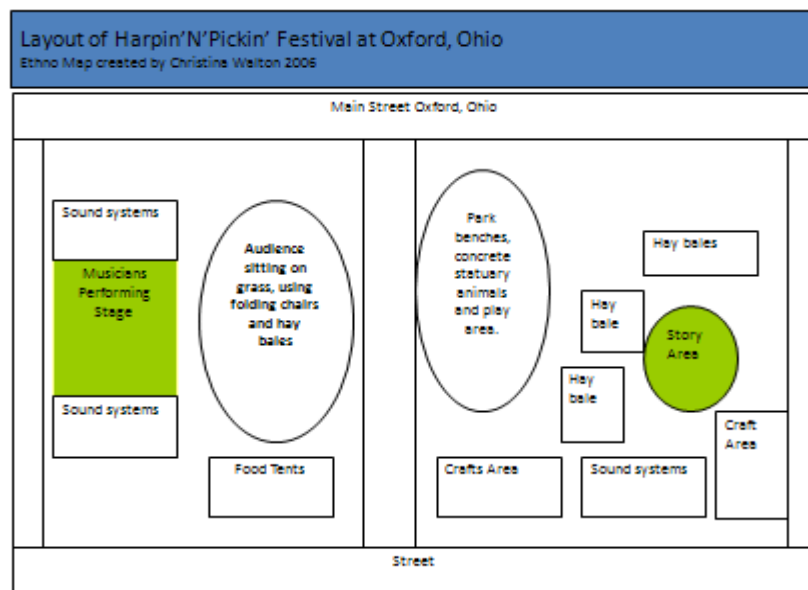 Layout of Harpin'N'Pickin' Festival at Oxford, Ohio
Ethno Map created by Christina Walton 2006
Main Street Oxford, Ohio
Sound systems
Musicians
Performing
Stage
Sound systems
Audience
sitting on
grass, using
folding chairs
and hay
bales
Food Tents
Park
benches,
concrete
statuary
animals
and play
area.
Hay bales
Hay
bale
Story
Area
Hay
bale
Craft
Area
Crafts Area
Sound systems
Street